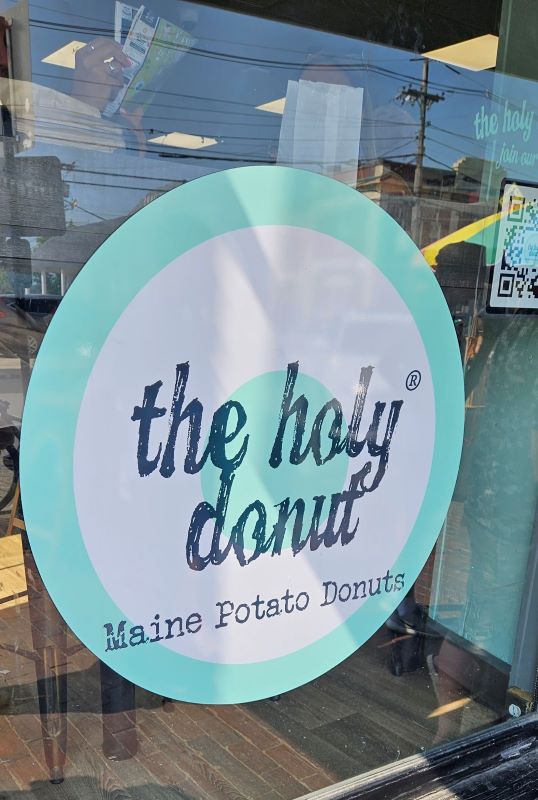 the holy
join our
the holy ®
donut
Maine Potato Donuts